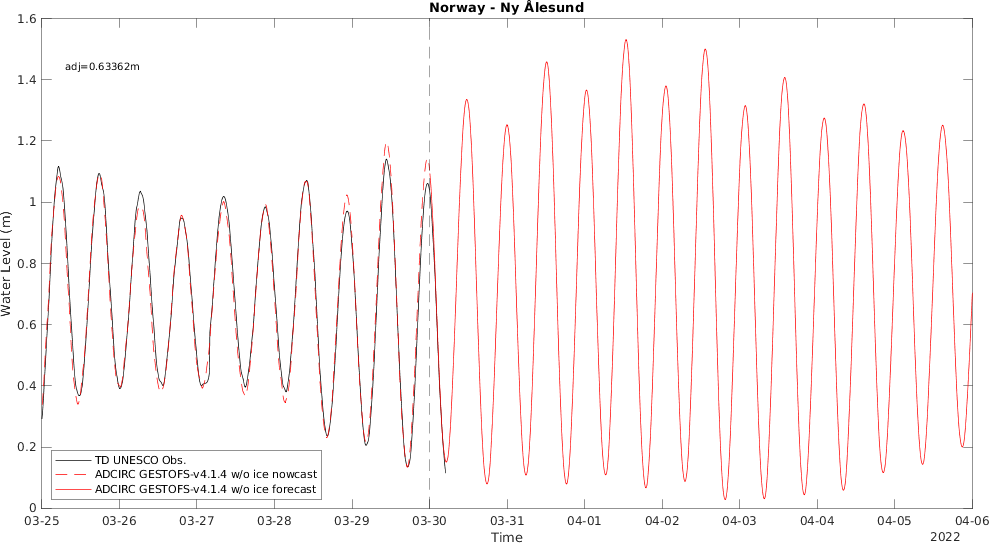 Norway - Ny Ålesund
1.6
adj=0.63362m
1.4
1.2
1
0.8
0.6
0.4
0.2
0
Water Level (m)
TD UNESCO Obs.
ADCIRC GESTOFS-v4.1.4 w/o ice nowcast
ADCIRC GESTOFS-v4.1.4 w/o ice forecast
03-25 03-26 03-27 03-28 03-29 03-30 03-31 04-01 04-02 04-03 04-04 04-05 04-06
Time
2022